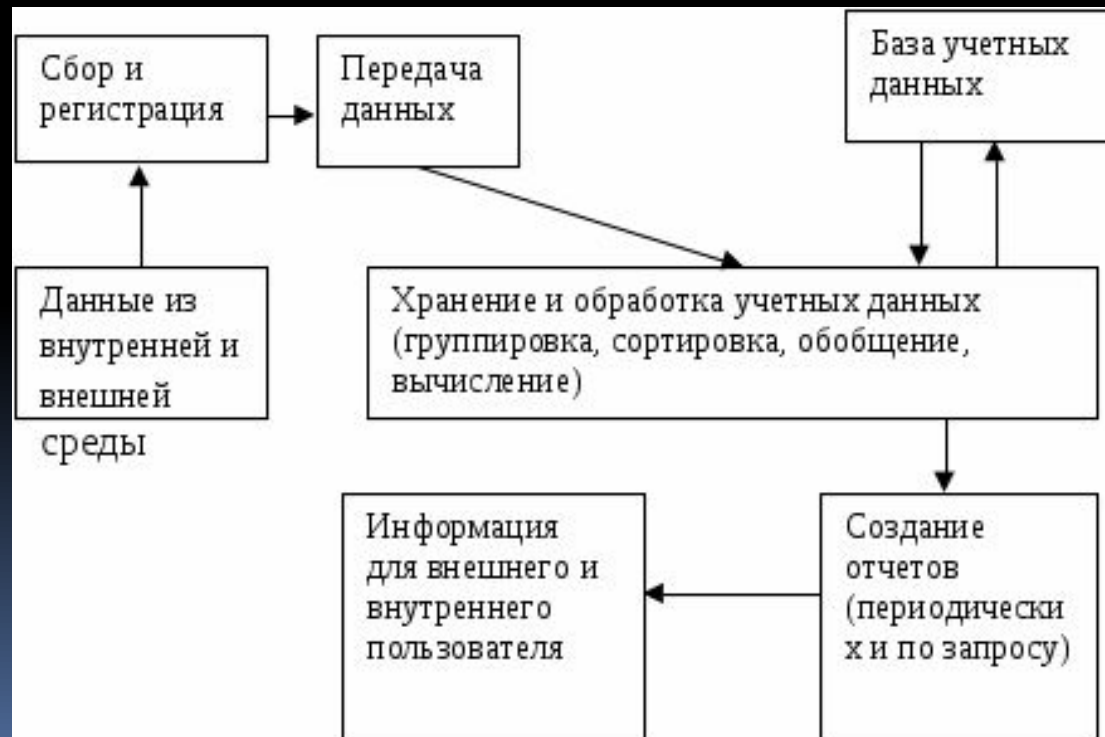 Сбор и
регистрация
Передача
данных
База учетных
данных
Данные из
внутренней и
внешней
среды
Хранение и обработка учетных данных
(группировка, сортировка, обобщение,
вычисление)
Информация
для внешнего и
внутреннего
пользователя
Создание
отчетов
(периодически
х и по запросу)